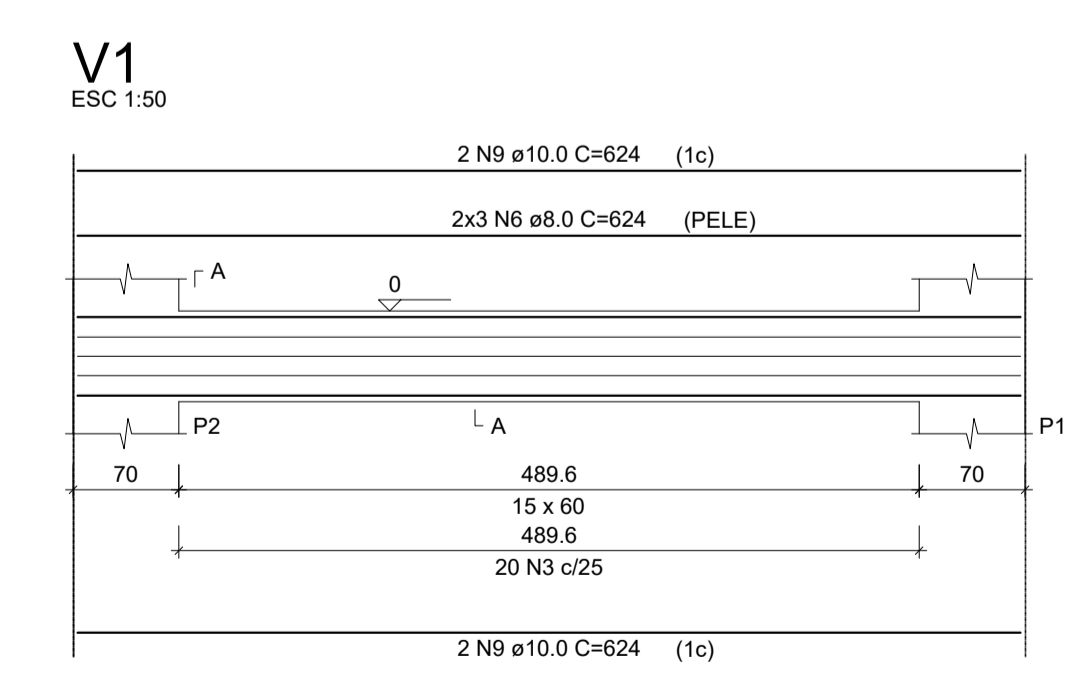 V1
ESC 1:50
2 N9 ø10.0 C=624 (1c)
2x3 N6 ø8.0 C=624 (PELE)
A
0
P2
A
P1
70
489.6
70
15 x 60
489.6
20 N3 c/25
2 N9 ø10.0 C=624 (1c)